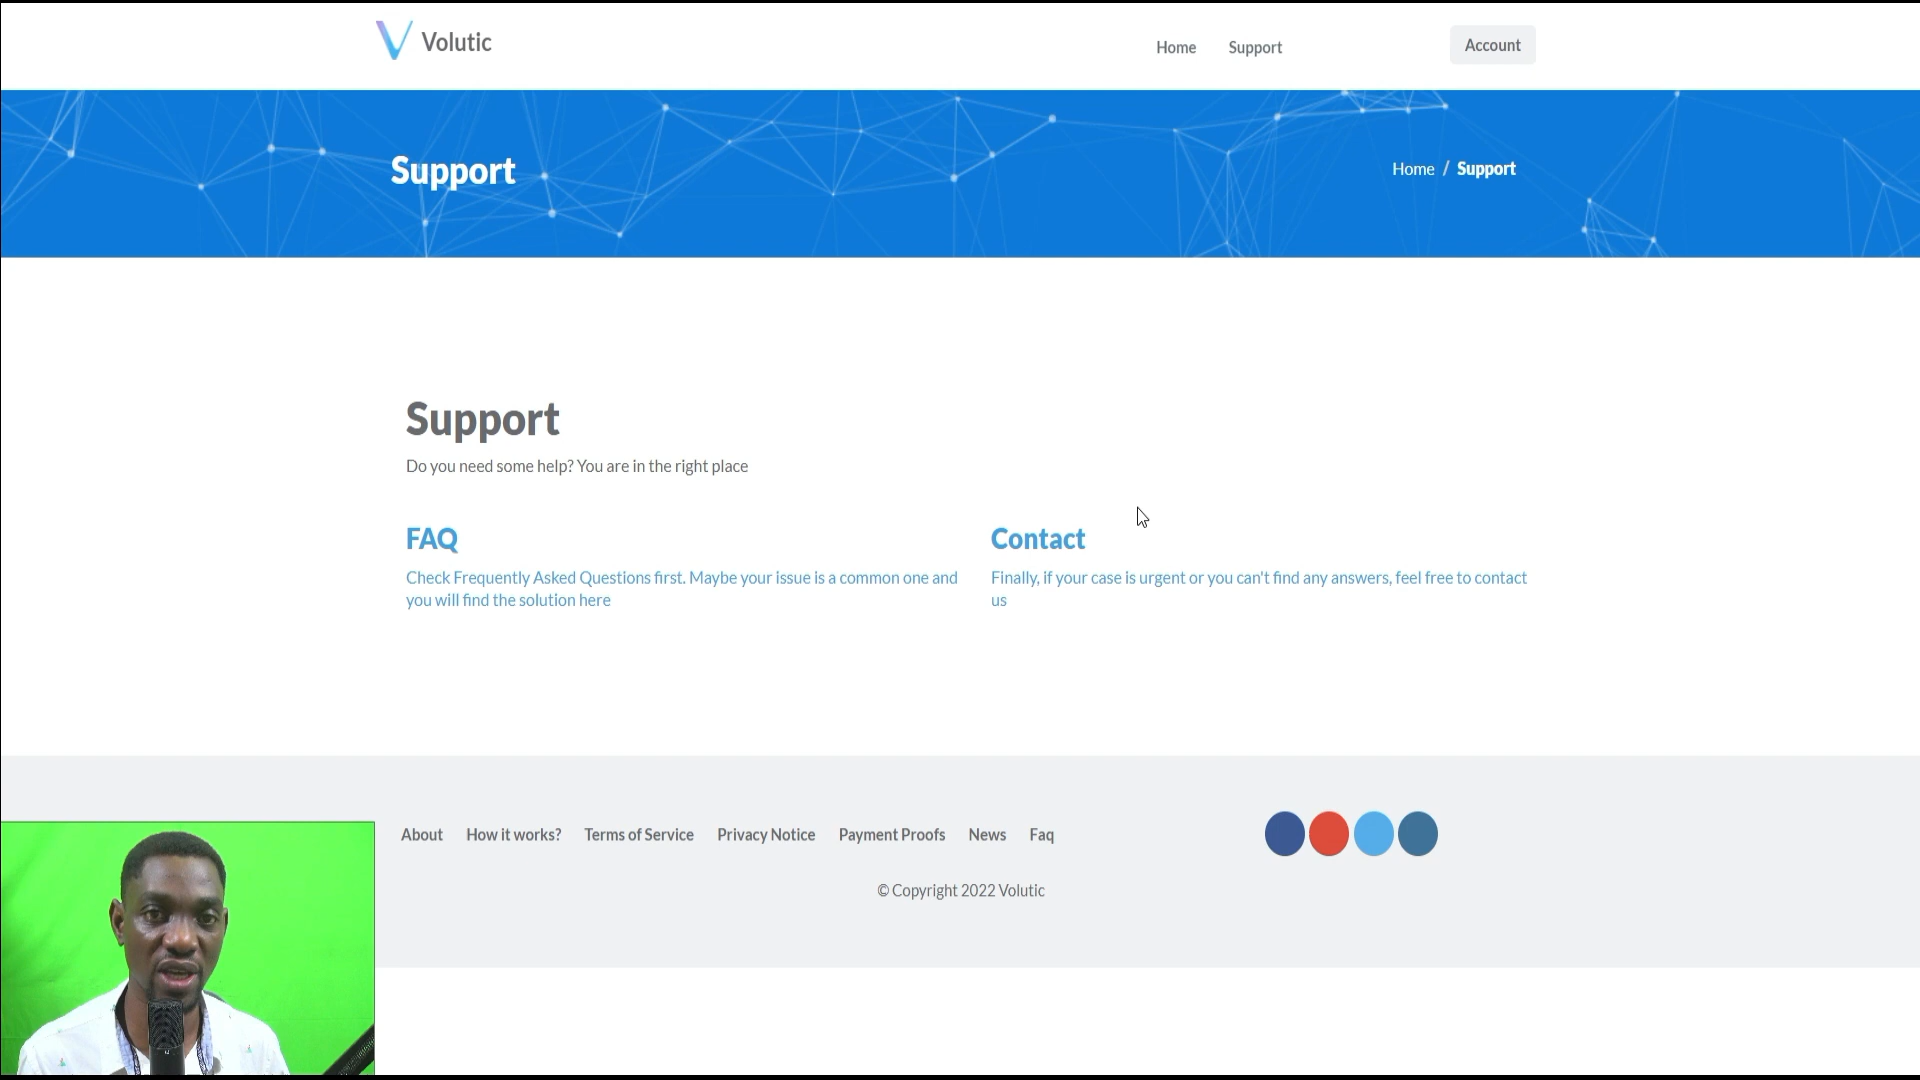 Volutic
Home
Support
Account
Support
Home / Support
Support
Do you need some help? You are in the right place
FAQ
Check Frequently Asked Questions first. Maybe your issue is a common one and
you will find the solution here
Contact
Finally, if your case is urgent or you can't find any answers, feel free to contact
us
About
How it works?
Terms of Service
Privacy Notice
Payment Proofs
News
Faq
© Copyright 2022 Volutic